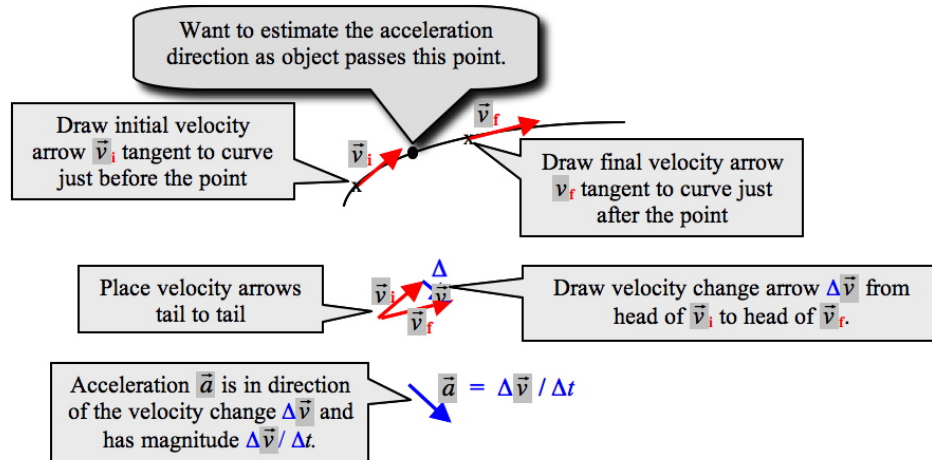 Want to estimate the acceleration
direction as object passes this point.
Draw initial velocity
arrow v⃗ᵢ tangent to curve
just before the point
v⃗ᵢ
x
v⃗f
x
Draw final velocity arrow
vf tangent to curve just
after the point
Place velocity arrows
tail to tail
v⃗ᵢ
v⃗f
Δ
v⃗
Draw velocity change arrow Δv⃗ from
head of v⃗ᵢ to head of v⃗f.
Acceleration a⃗ is in direction
of the velocity change Δv⃗ and
has magnitude Δv⃗ / Δt.
a⃗ = Δv⃗ / Δt